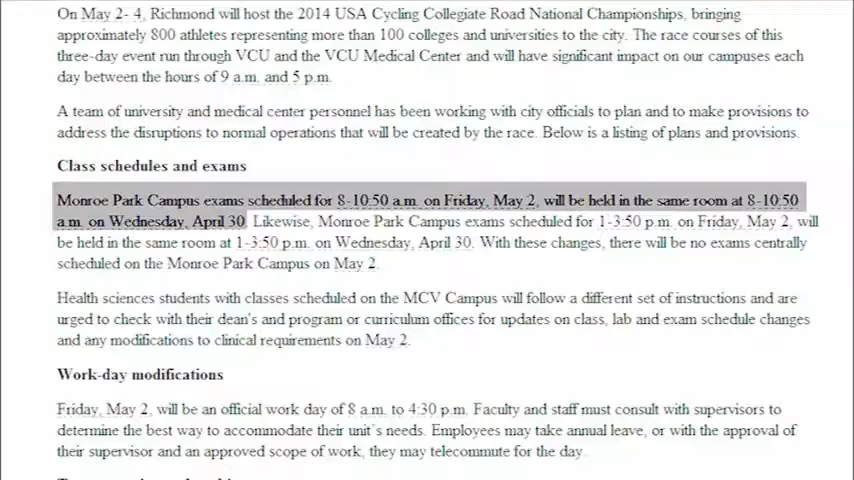 On May 2- 4, Richmond will host the 2014 USA Cycling Collegiate Road National Championships, bringing
approximately 800 athletes representing more than 100 colleges and universities to the city. The race courses of this
three-day event run through VCU and the VCU Medical Center and will have significant impact on our campuses each
day between the hours of 9 a.m. and 5 p.m.
A team of university and medical center personnel has been working with city officials to plan and to make provisions to
address the disruptions to normal operations that will be created by the race. Below is a listing of plans and provisions.
Class schedules and exams
Monroe Park Campus exams scheduled for 8-10:50 a.m. on Friday, May 2, will be held in the same room at 8-10:50
a.m. on Wednesday, April 30. Likewise, Monroe Park Campus exams scheduled for 1-3:50 p.m. on Friday, May 2, will
be held in the same room at 1-3:50 p.m. on Wednesday, April 30. With these changes, there will be no exams centrally
scheduled on the Monroe Park Campus on May 2.
Health sciences students with classes scheduled on the MCV Campus will follow a different set of instructions and are
urged to check with their dean's and program or curriculum offices for updates on class, lab and exam schedule changes
and any modifications to clinical requirements on May 2.
Work-day modifications
Friday, May 2, will be an official work day of 8 a.m. to 4:30 p.m. Faculty and staff must consult with supervisors to
determine the best way to accommodate their unit's needs. Employees may take annual leave, or with the approval of
their supervisor and an approved scope of work, they may telecommute for the day.